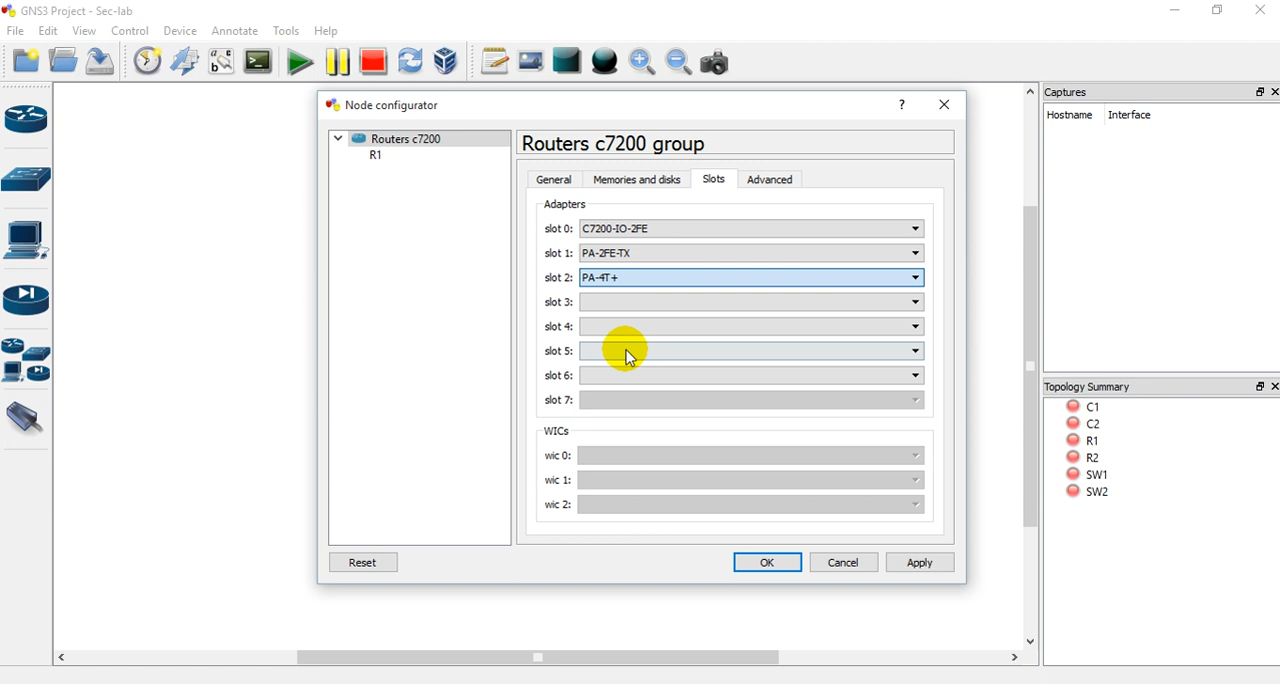 GNS3 Project - Sec-lab
File Edit View Control Device Annotate Tools Help
Node configurator
?
Routers c7200
R1
Routers c7200 group
General Memories and disks Slots Advanced
Adapters
slot 0: C7200-IO-2FE
slot 1: PA-2FE-TX
slot 2: PA-4T+
slot 3:
slot 4:
slot 5:
slot 6:
slot 7:
WICs
wic 0:
wic 1:
wic 2:
Reset OK Cancel Apply
Captures
Hostname Interface
Topology Summary
C1
C2
R1
R2
SW1
SW2